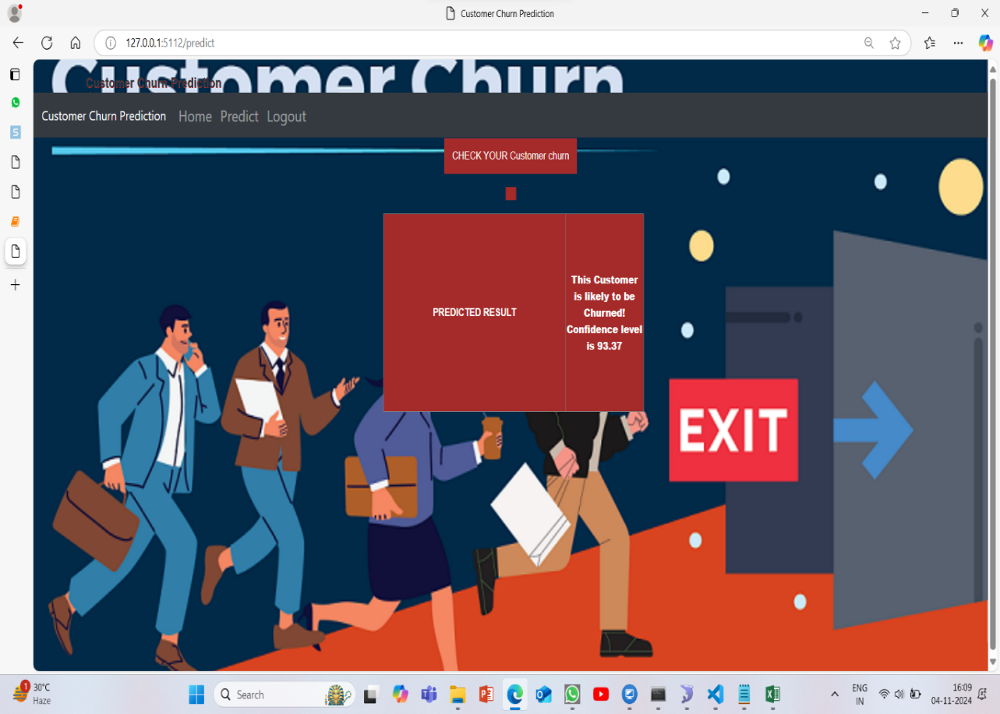 Customer Churn Prediction
127.0.0.1:5112/predict
Customer Churn
Customer Churn Prediction
Customer Churn Prediction Home Predict Logout
CHECK YOUR Customer churn
PREDICTED RESULT
This Customer
is likely to be
Churned!
Confidence level
is 93.37
EXIT
S
1
30°C
Haze
Search
ENG
IN
16:09
04-11-2024